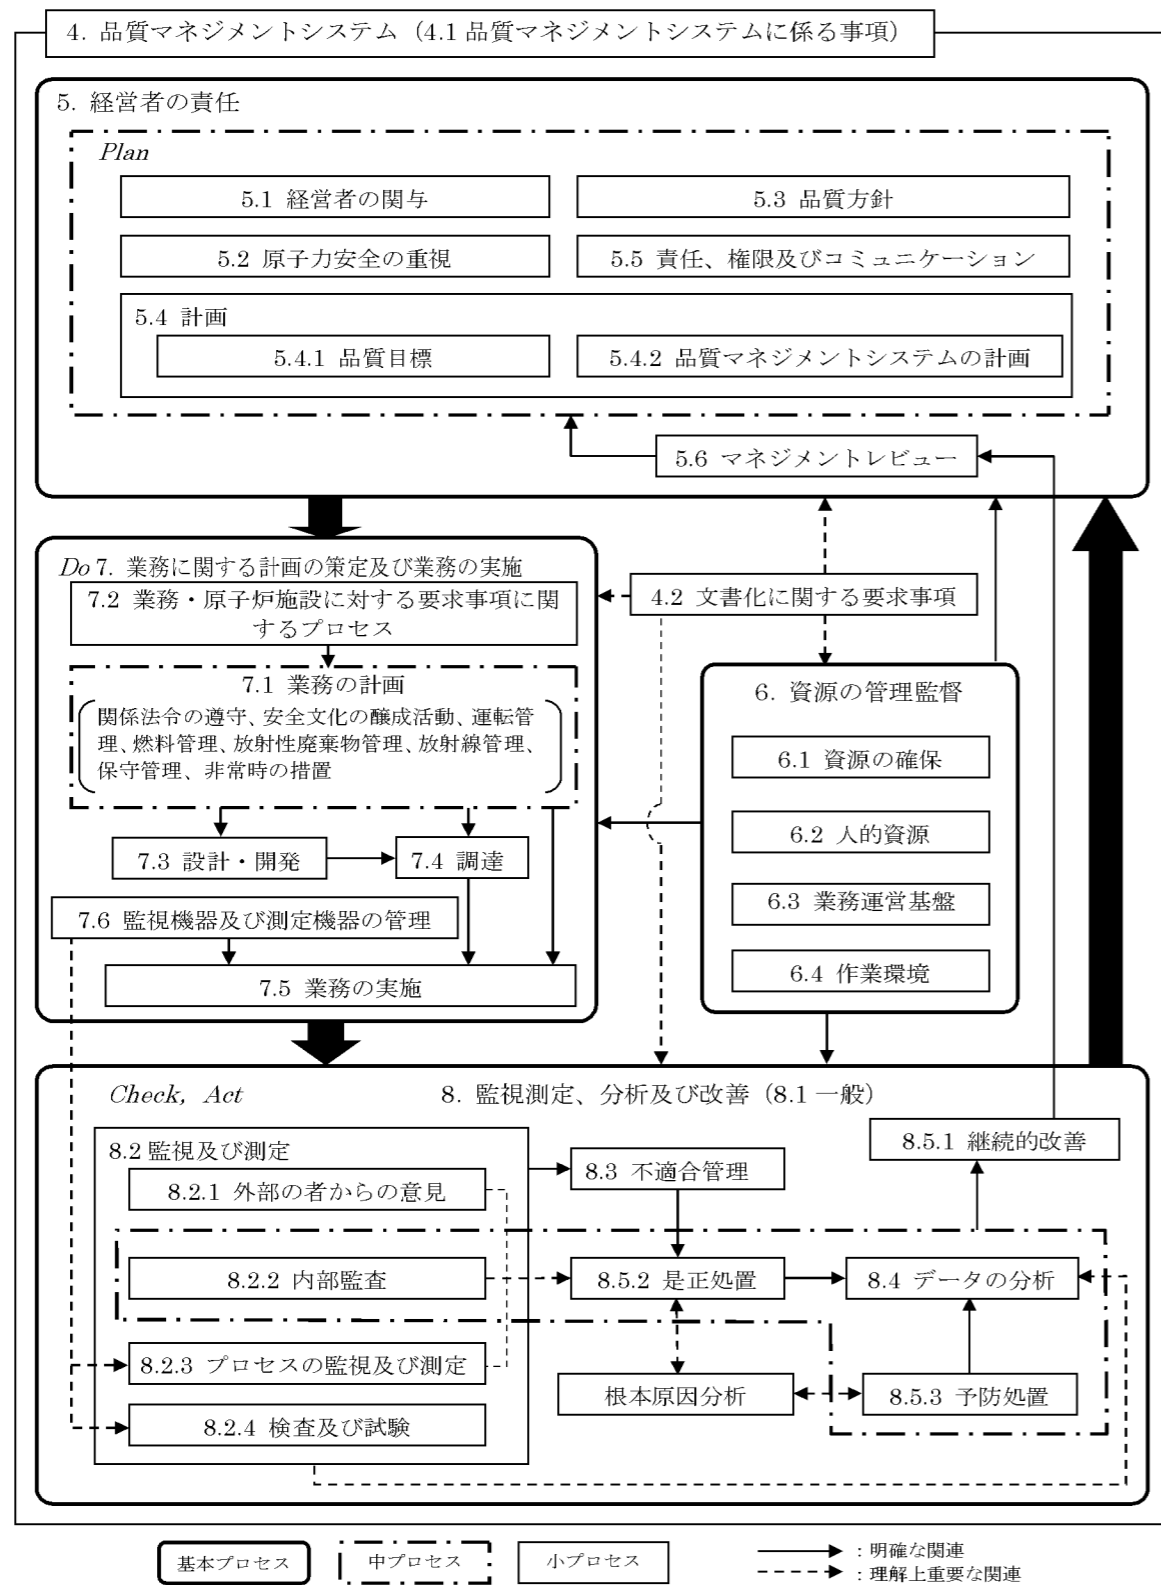 4. 品質マネジメントシステム（4.1 品質マネジメントシステムに係る事項）
5. 経営者の責任
Plan
5.1 経営者の関与
5.3 品質方針
5.2 原子力安全の重視
5.5 責任、権限及びコミュニケーション
5.4 計画
5.4.1 品質目標
5.4.2 品質マネジメントシステムの計画
5.6 マネジメントレビュー
Do 7. 業務に関する計画の策定及び業務の実施
7.2 業務・原子炉施設に対する要求事項に関
するプロセス
4.2 文書化に関する要求事項
7.1 業務の計画
関係法令の遵守、安全文化の醸成活動、運転管
理、燃料管理、放射性廃棄物管理、放射線管理、
保守管理、非常時の措置
6. 資源の管理監督
6.1 資源の確保
6.2 人的資源
6.3 業務運営基盤
6.4 作業環境
7.3 設計・開発
7.4 調達
7.6 監視機器及び測定機器の管理
7.5 業務の実施
Check, Act
8. 監視測定、分析及び改善（8.1 一般）
8.2 監視及び測定
8.5.1 継続的改善
8.2.1 外部の者からの意見
8.3 不適合管理
8.2.2 内部監査
8.5.2 是正処置
8.4 データの分析
8.2.3 プロセスの監視及び測定
根本原因分析
8.5.3 予防処置
8.2.4 検査及び試験
基本プロセス
中プロセス
小プロセス
：明確な関連
：理解上重要な関連